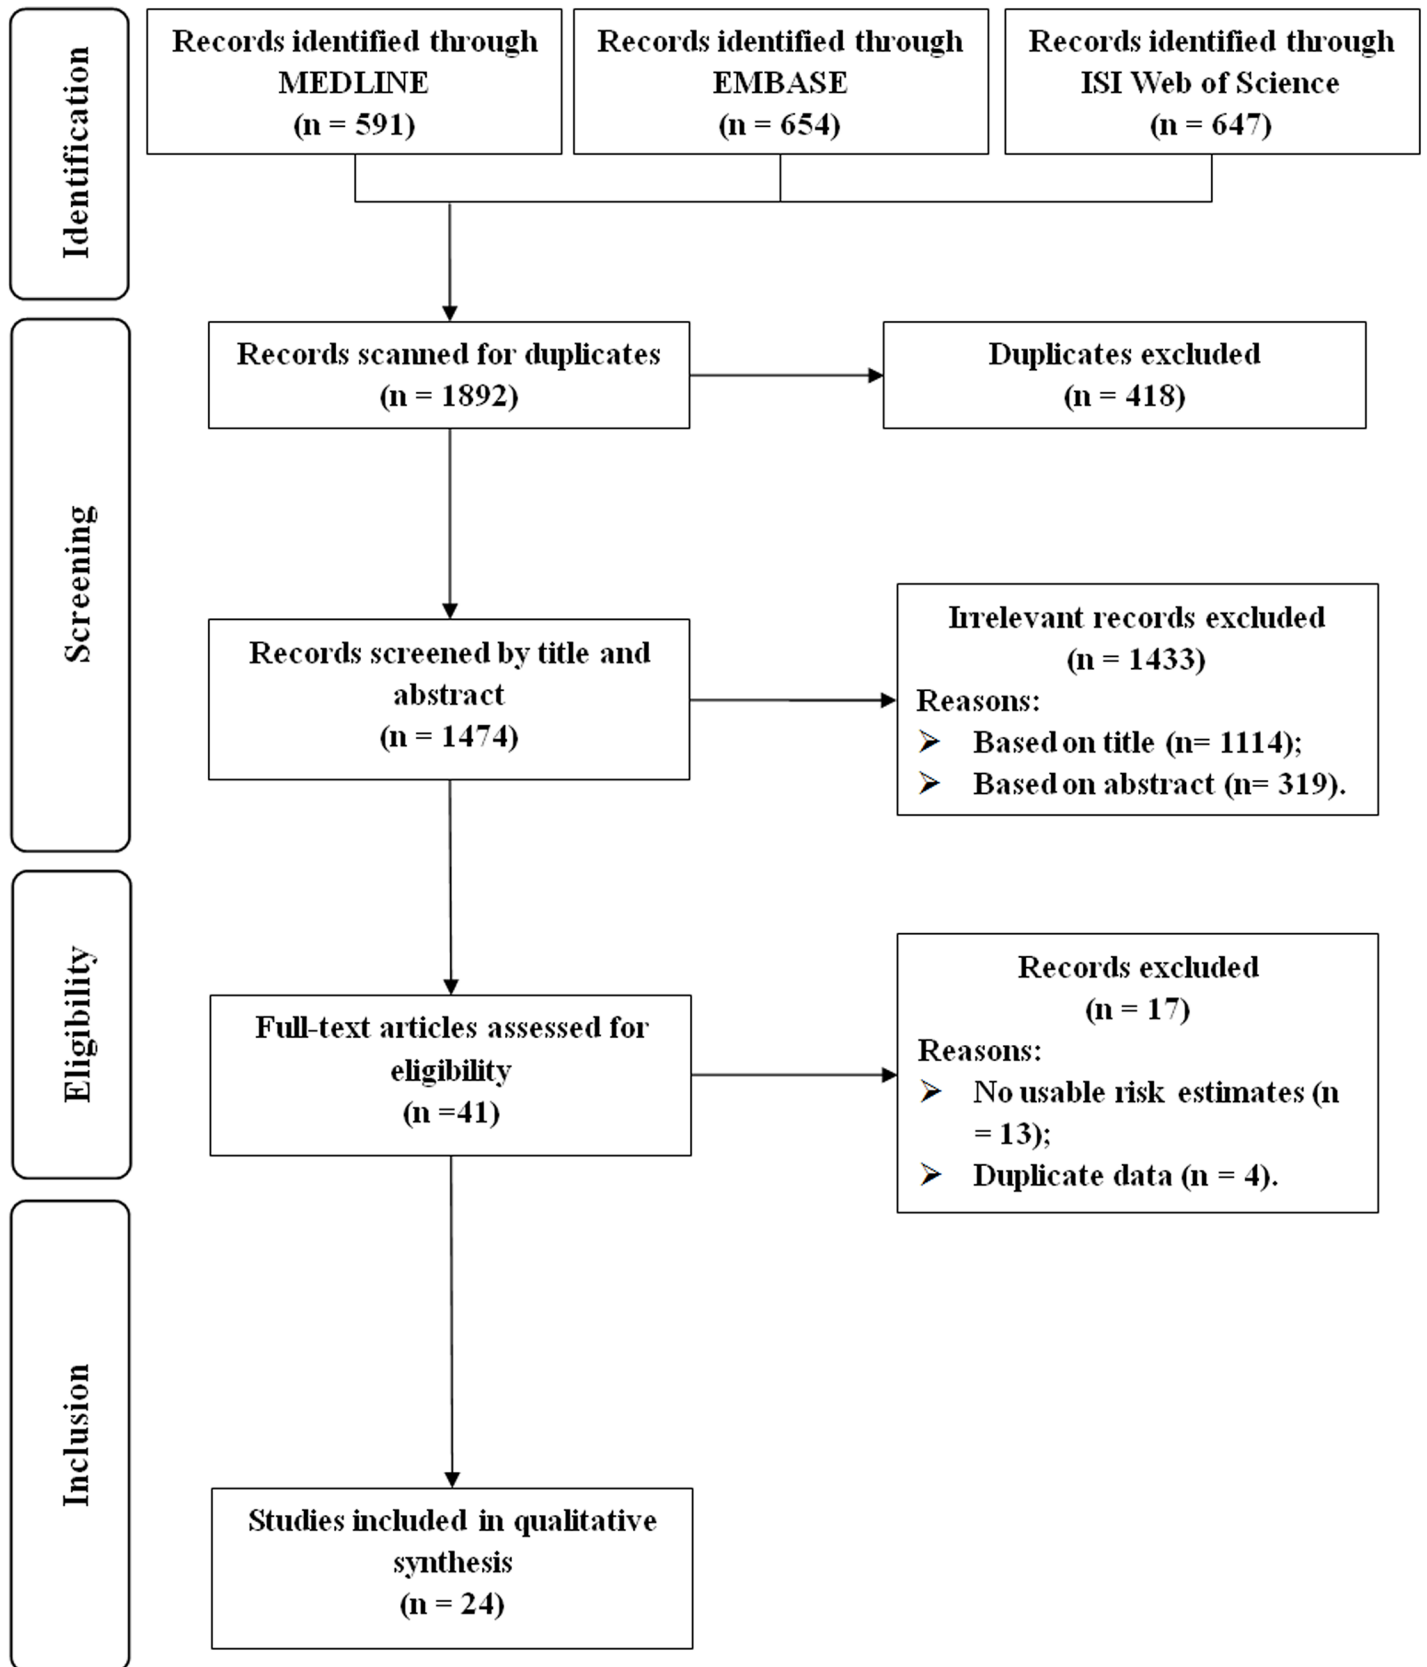 Identification
Records identified through
MEDLINE
(n = 591)
Records identified through
EMBASE
(n = 654)
Records identified through
ISI Web of Science
(n = 647)
Screening
Records scanned for duplicates
(n = 1892)
Duplicates excluded
(n = 418)
Records screened by title and
abstract
(n = 1474)
Irrelevant records excluded
(n = 1433)
Reasons:
➢ Based on title (n= 1114);
➢ Based on abstract (n= 319).
Eligibility
Full-text articles assessed for
eligibility
(n =41)
Records excluded
(n = 17)
Reasons:
➢ No usable risk estimates (n
= 13);
➢ Duplicate data (n = 4).
Inclusion
Studies included in qualitative
synthesis
(n = 24)